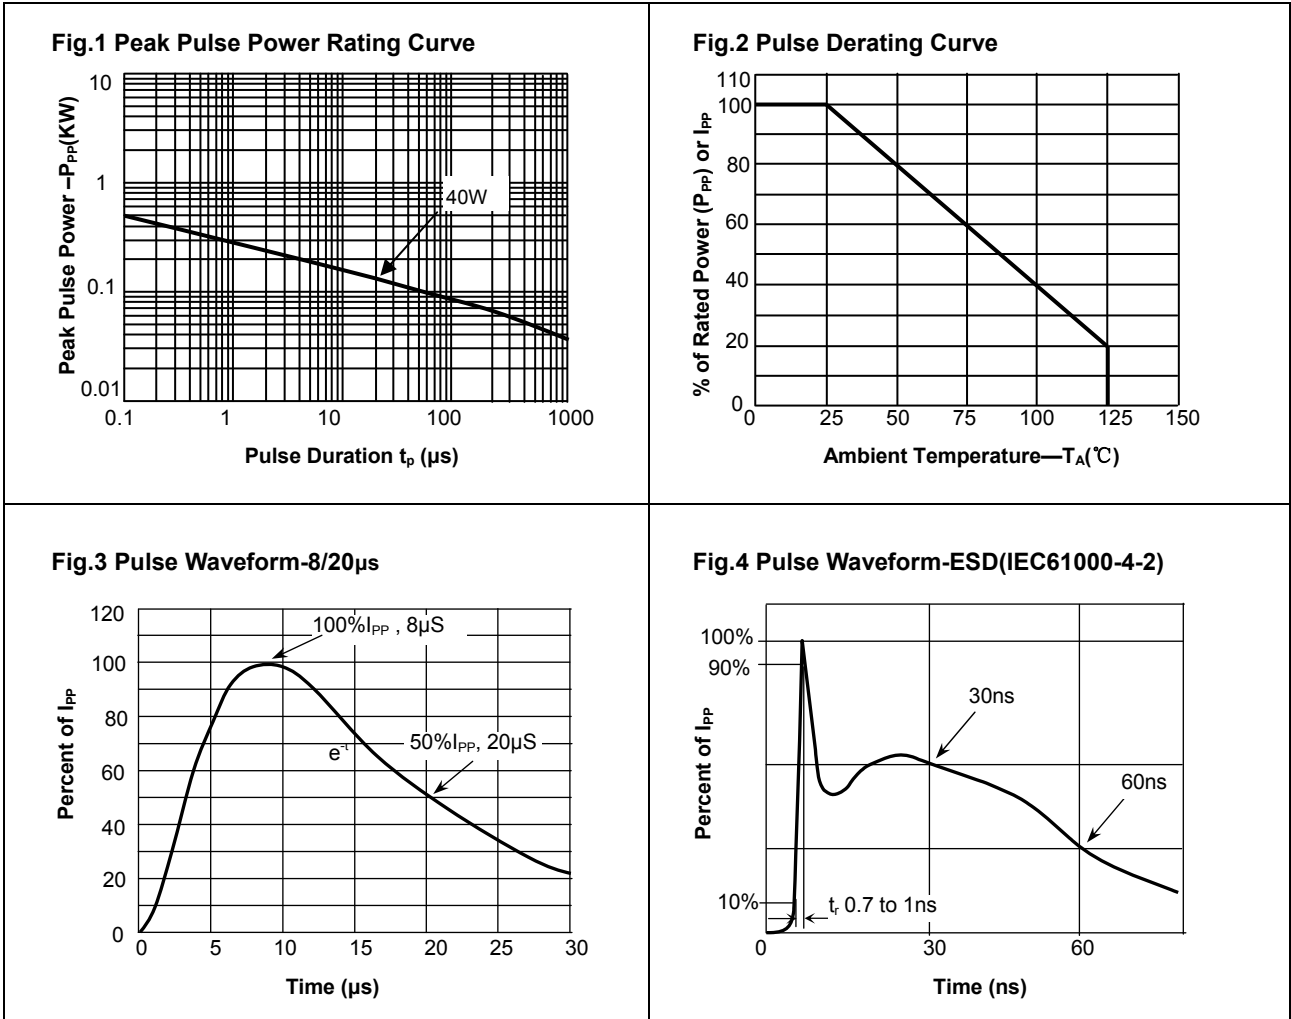 Fig.1 Peak Pulse Power Rating Curve
Peak Pulse Power –PPP(KW)
10
1
0.1
0.01
40W
0.1 1 10 100 1000
Pulse Duration tp (µs)
Fig.2 Pulse Derating Curve
% of Rated Power (PPP) or IPP
110
100
80
60
40
20
0
0 25 50 75 100 125 150
Ambient Temperature—TA(℃)
Fig.3 Pulse Waveform-8/20µs
Percent of IPP
120
100
80
60
40
20
0
100%IPP , 8µS
e-t
50%IPP, 20µS
0 5 10 15 20 25 30
Time (µs)
Fig.4 Pulse Waveform-ESD(IEC61000-4-2)
Percent of IPP
100%
90%
10%
30ns
60ns
tr 0.7 to 1ns
0 30 60
Time (ns)